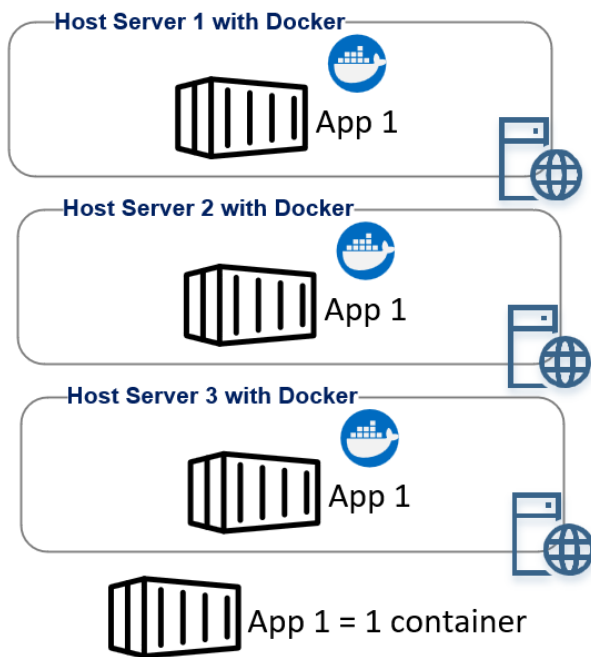 Host Server 1 with Docker
App 1
Host Server 2 with Docker
App 1
Host Server 3 with Docker
App 1
App 1 = 1 container